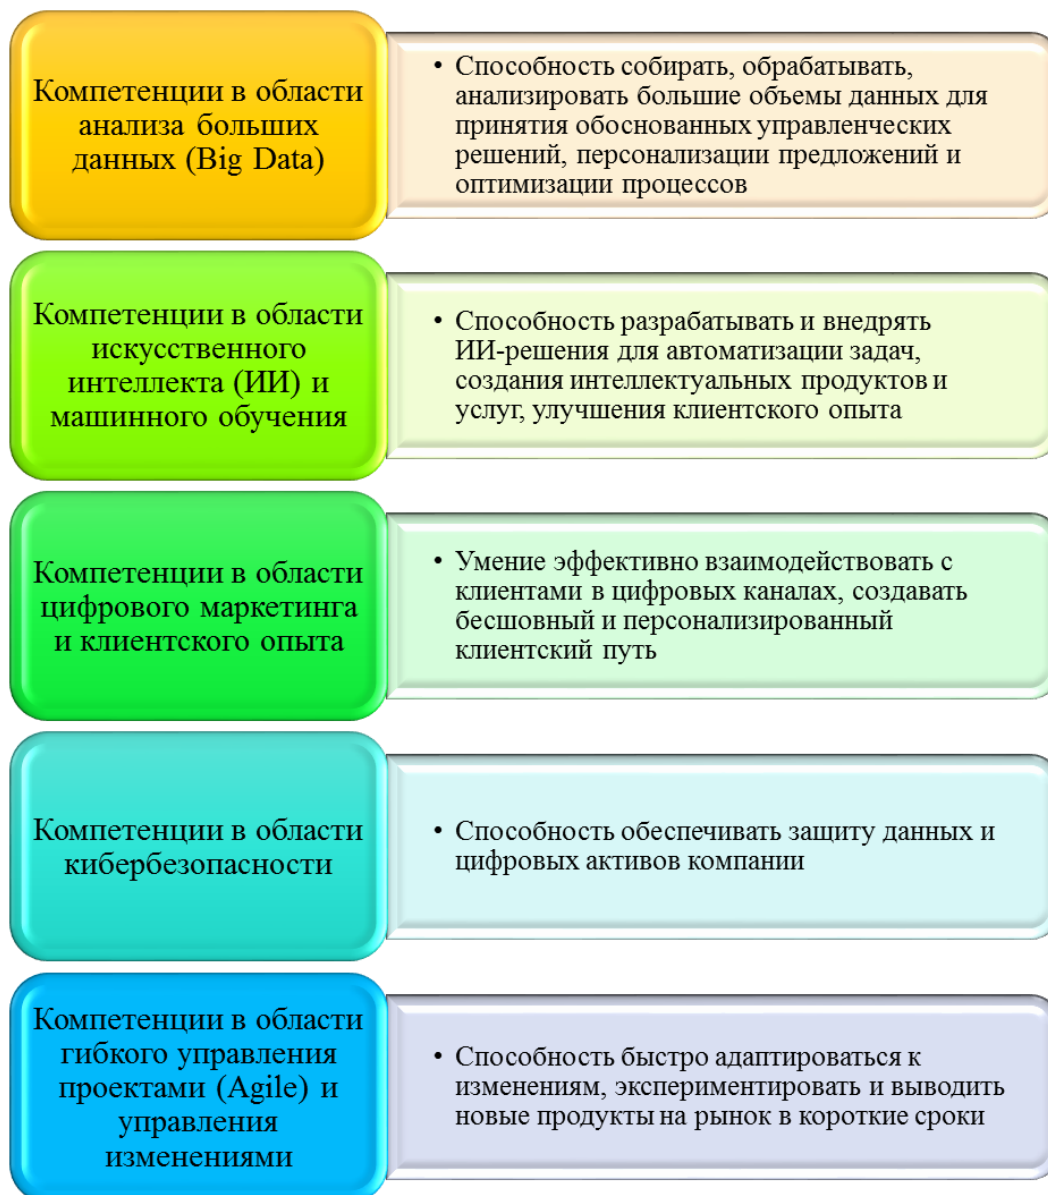 Компетенции в области
анализа больших
данных (Big Data)
• Способность собирать, обрабатывать,
анализировать большие объемы данных для
принятия обоснованных управленческих
решений, персонализации предложений и
оптимизации процессов
Компетенции в области
искусственного
интеллекта (ИИ) и
машинного обучения
• Способность разрабатывать и внедрять
ИИ-решения для автоматизации задач,
создания интеллектуальных продуктов и
услуг, улучшения клиентского опыта
Компетенции в области
цифрового маркетинга
и клиентского опыта
• Умение эффективно взаимодействовать с
клиентами в цифровых каналах, создавать
бесшовный и персонализированный
клиентский путь
Компетенции в области
кибербезопасности
• Способность обеспечивать защиту данных и
цифровых активов компании
Компетенции в области
гибкого управления
проектами (Agile) и
управления
изменениями
• Способность быстро адаптироваться к
изменениям, экспериментировать и выводить
новые продукты на рынок в короткие сроки